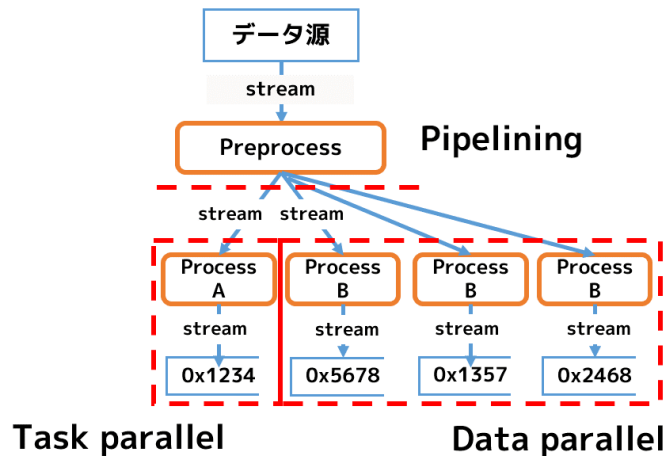 データ源
stream
Preprocess
Pipelining
stream
stream
Process
A
Process
B
Process
B
Process
B
stream
stream
stream
stream
0x1234
0x5678
0x1357
0x2468
Task parallel
Data parallel